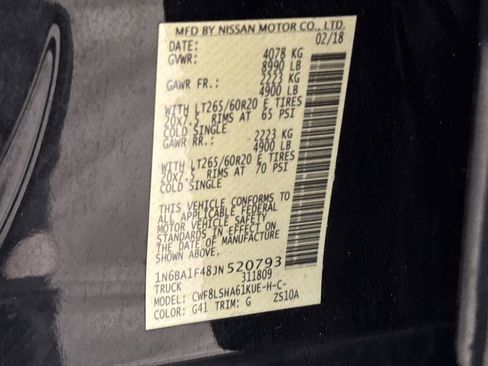 MFD BY NISSAN MOTOR CO., LTD.
DATE: 02/18
GVWR: 4078 KG
8990 LB
GAWR FR.: 2223 KG
4900 LB
WITH LT265/60R20 E TIRES
20X7.5 RIMS AT 65 PSI
COLD SINGLE
GAWR RR.: 2223 KG
4900 LB
WITH LT265/60R20 E TIRES
20X7.5 RIMS AT 70 PSI
COLD SINGLE
THIS VEHICLE CONFORMS TO
ALL APPLICABLE FEDERAL
MOTOR VEHICLE SAFETY
STANDARDS IN EFFECT ON
THE DATE OF MANUFACTURE
SHOWN ABOVE
1N6BA1F48JN520793
TRUCK 311809
MODEL: CWF8LSHA61KUE-H-C-
COLOR: G41 TRIM: G ZS10A